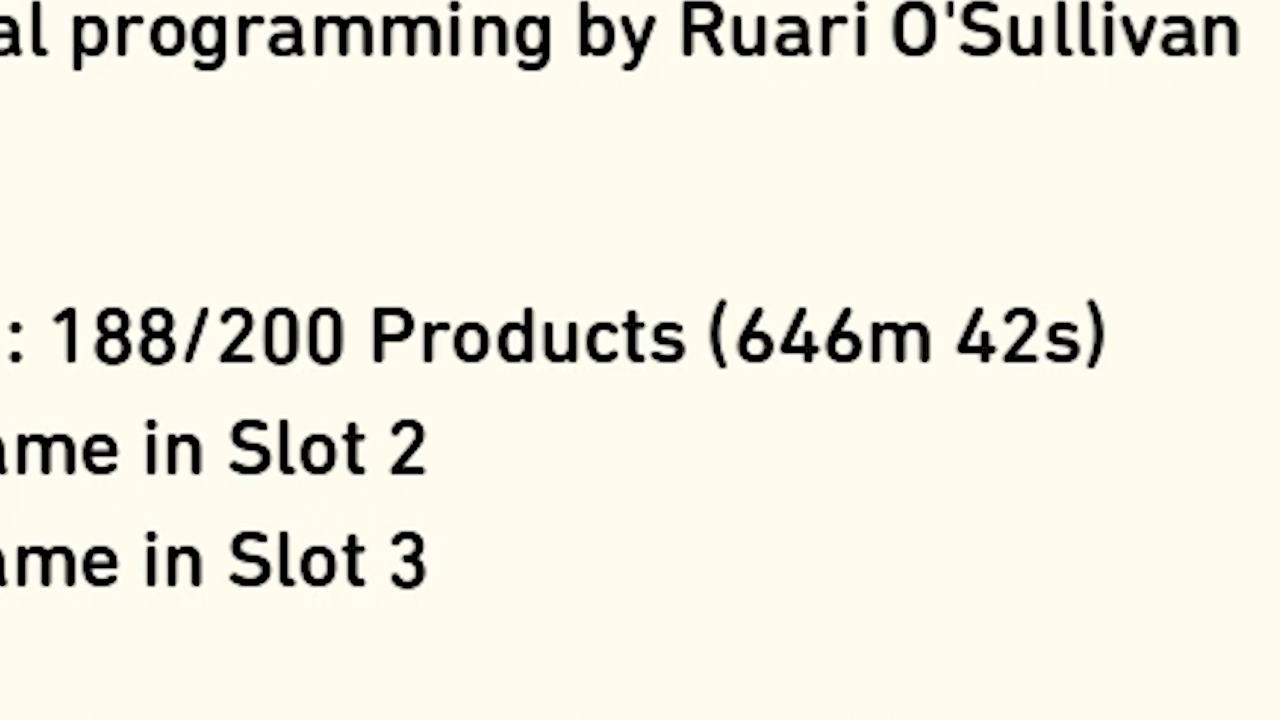 al programming by Ruari O'Sullivan
: 188/200 Products (646m 42s)
ame in Slot 2
ame in Slot 3